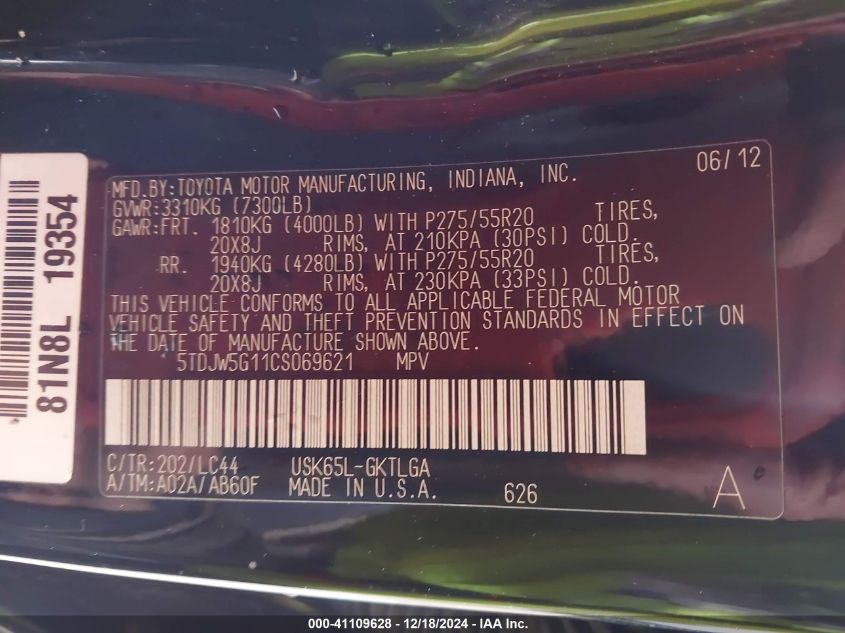 81N8L 19354
06/12
MFD.BY:TOYOTA MOTOR MANUFACTURING, INDIANA, INC.
GVWR:3310KG (7300LB)
GAWR:FRT. 1810KG (4000LB) WITH P275/55R20 TIRES,
20X8J RIMS, AT 210KPA (30PSI) COLD.
RR. 1940KG (4280LB) WITH P275/55R20 TIRES,
20X8J RIMS, AT 230KPA (33PSI) COLD.
THIS VEHICLE CONFORMS TO ALL APPLICABLE FEDERAL MOTOR
VEHICLE SAFETY AND THEFT PREVENTION STANDARDS IN EFFECT ON
THE DATE OF MANUFACTURE SHOWN ABOVE.
5TDJW5G11CS069621 MPV
C/TR:202/LC44 USK65L-GKTLGA
A/TM:A02A/AB60F MADE IN U.S.A. 626 A
000-41109628 - 12/18/2024 - IAA Inc.